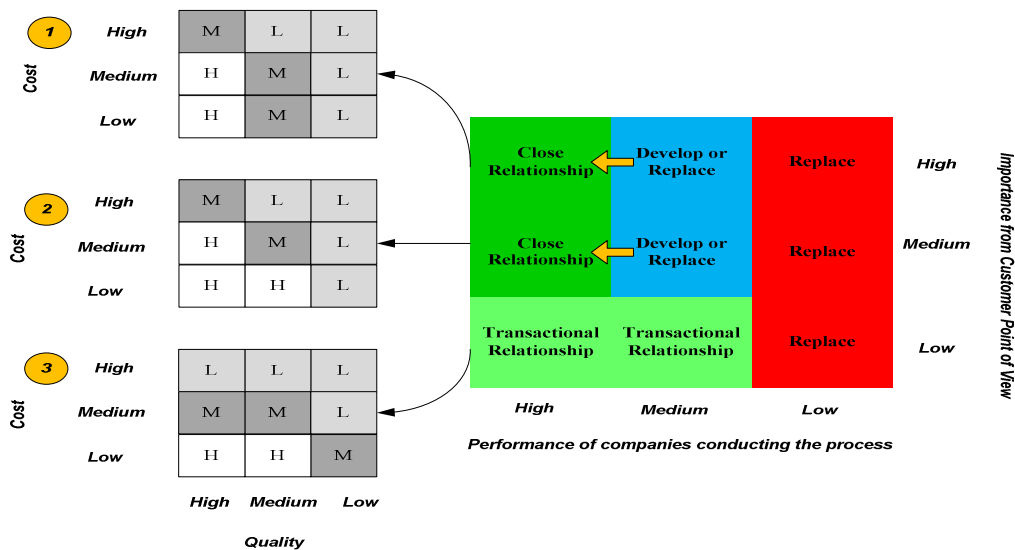 1
Cost
High
M L L
Medium
H M L
Low
H M L
2
Cost
High
M L L
Medium
H M L
Low
H H L
3
Cost
High
L L L
Medium
M M L
Low
H H M
High Medium Low
Quality
Close
Relationship
Develop or
Replace
Replace
High
Close
Relationship
Develop or
Replace
Replace
Medium
Transactional
Relationship
Transactional
Relationship
Replace
Low
High Medium Low
Performance of companies conducting the process
Importance from Customer Point of View